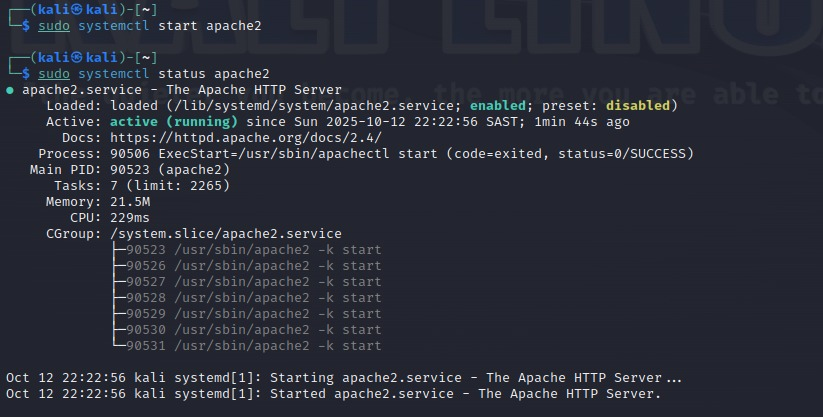 ┌──(kali㉿kali)-[~]
└─$ sudo systemctl start apache2
┌──(kali㉿kali)-[~]
└─$ sudo systemctl status apache2
● apache2.service - The Apache HTTP Server
Loaded: loaded (/lib/systemd/system/apache2.service; enabled; preset: disabled)
Active: active (running) since Sun 2025-10-12 22:22:56 SAST; 1min 44s ago
Docs: https://httpd.apache.org/docs/2.4/
Process: 90506 ExecStart=/usr/sbin/apachectl start (code=exited, status=0/SUCCESS)
Main PID: 90523 (apache2)
Tasks: 7 (limit: 2265)
Memory: 21.5M
CPU: 229ms
CGroup: /system.slice/apache2.service
├─90523 /usr/sbin/apache2 -k start
├─90526 /usr/sbin/apache2 -k start
├─90527 /usr/sbin/apache2 -k start
├─90528 /usr/sbin/apache2 -k start
├─90529 /usr/sbin/apache2 -k start
├─90530 /usr/sbin/apache2 -k start
└─90531 /usr/sbin/apache2 -k start
Oct 12 22:22:56 kali systemd[1]: Starting apache2.service - The Apache HTTP Server...
Oct 12 22:22:56 kali systemd[1]: Started apache2.service - The Apache HTTP Server.